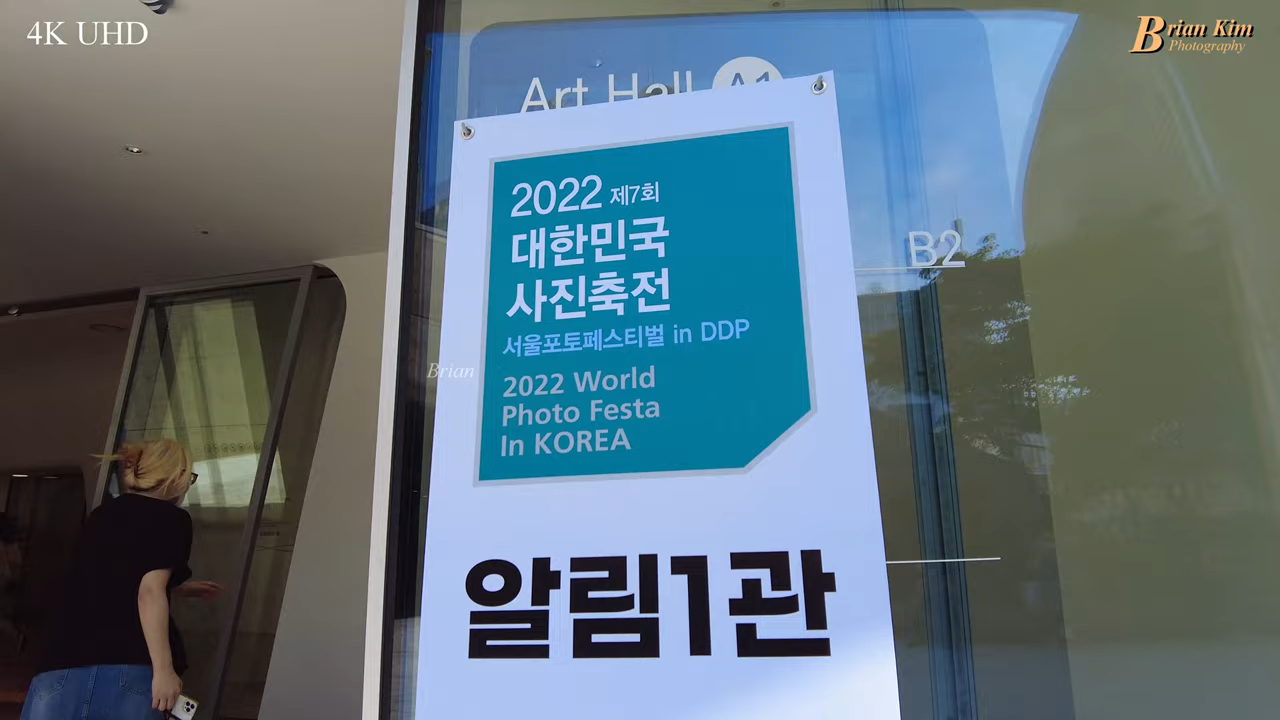 4K UHD
Brian Kim
Photography
Art Hall A1
2022 제7회
대한민국
사진축전
서울포토페스티벌 in DDP
2022 World
Photo Festa
In KOREA
B2
Brian
알림1관